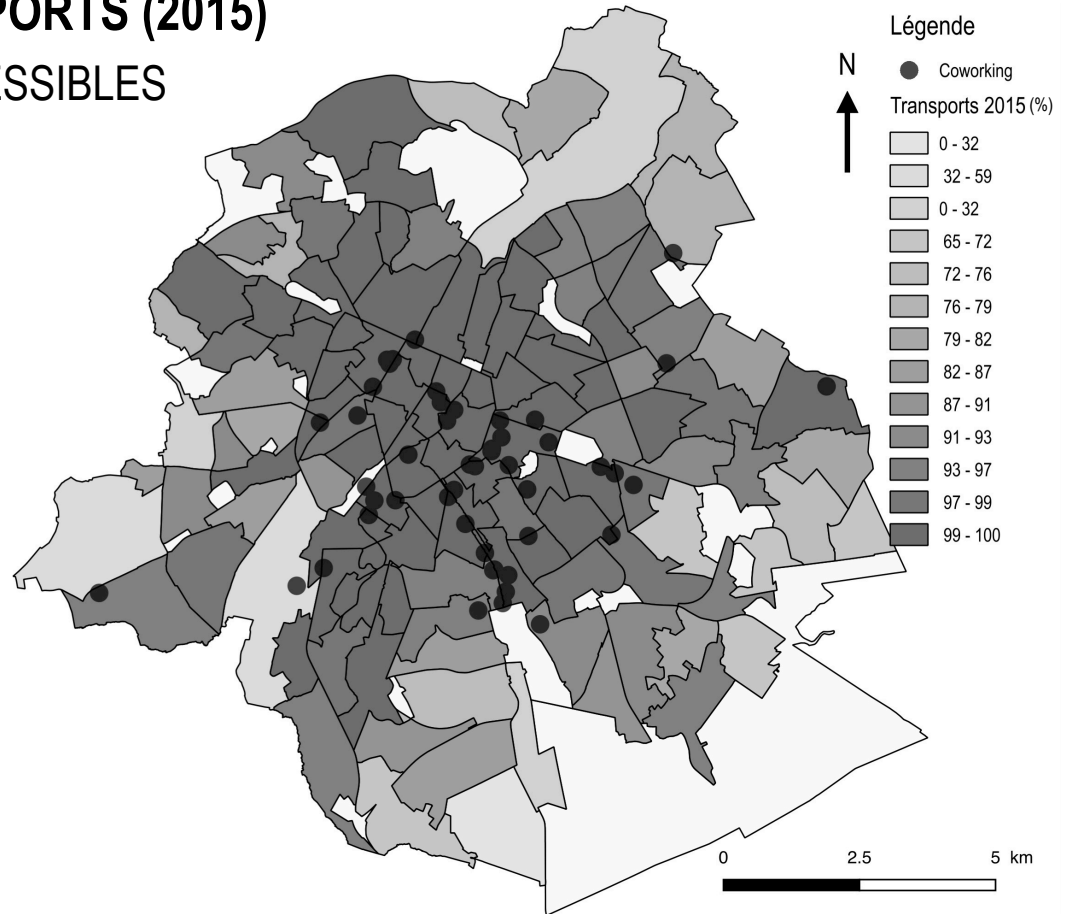 PORTS (2015)
ESSIBLES
Légende
N
Coworking
Transports 2015 (%)
0 - 32
32 - 59
0 - 32
65 - 72
72 - 76
76 - 79
79 - 82
82 - 87
87 - 91
91 - 93
93 - 97
97 - 99
99 - 100
0 2.5 5 km